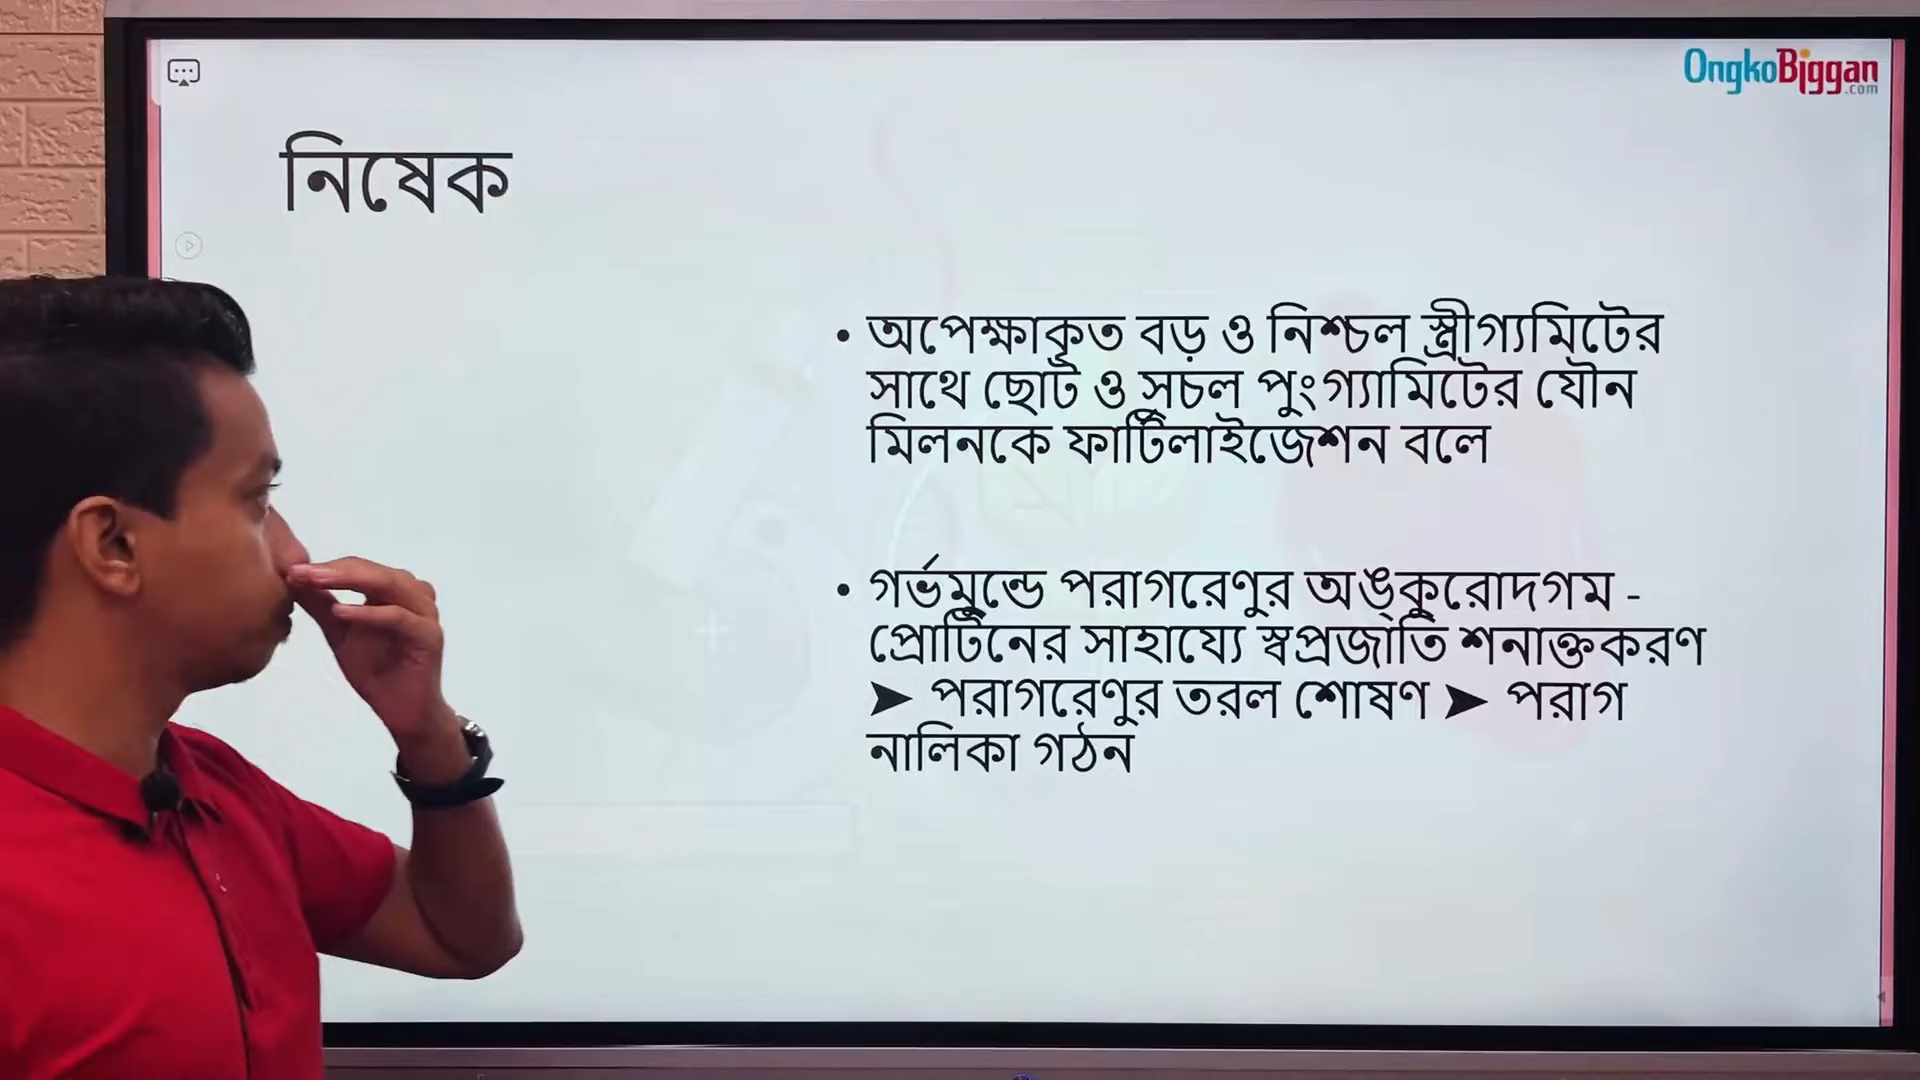 OngkoBiggan
.com
নিষেক
• অপেক্ষাকৃত বড় ও নিশ্চল স্ত্রীগ্যমিটের
সাথে ছোট ও সচল পুংগ্যামিটের যৌন
মিলনকে ফার্টিলাইজেশন বলে
• গর্ভমুন্ডে পরাগরেণুর অঙ্কুরোদগম -
প্রোটিনের সাহায্যে স্বপ্রজাতি শনাক্তকরণ
➤ পরাগরেণুর তরল শোষণ ➤ পরাগ
নালিকা গঠন